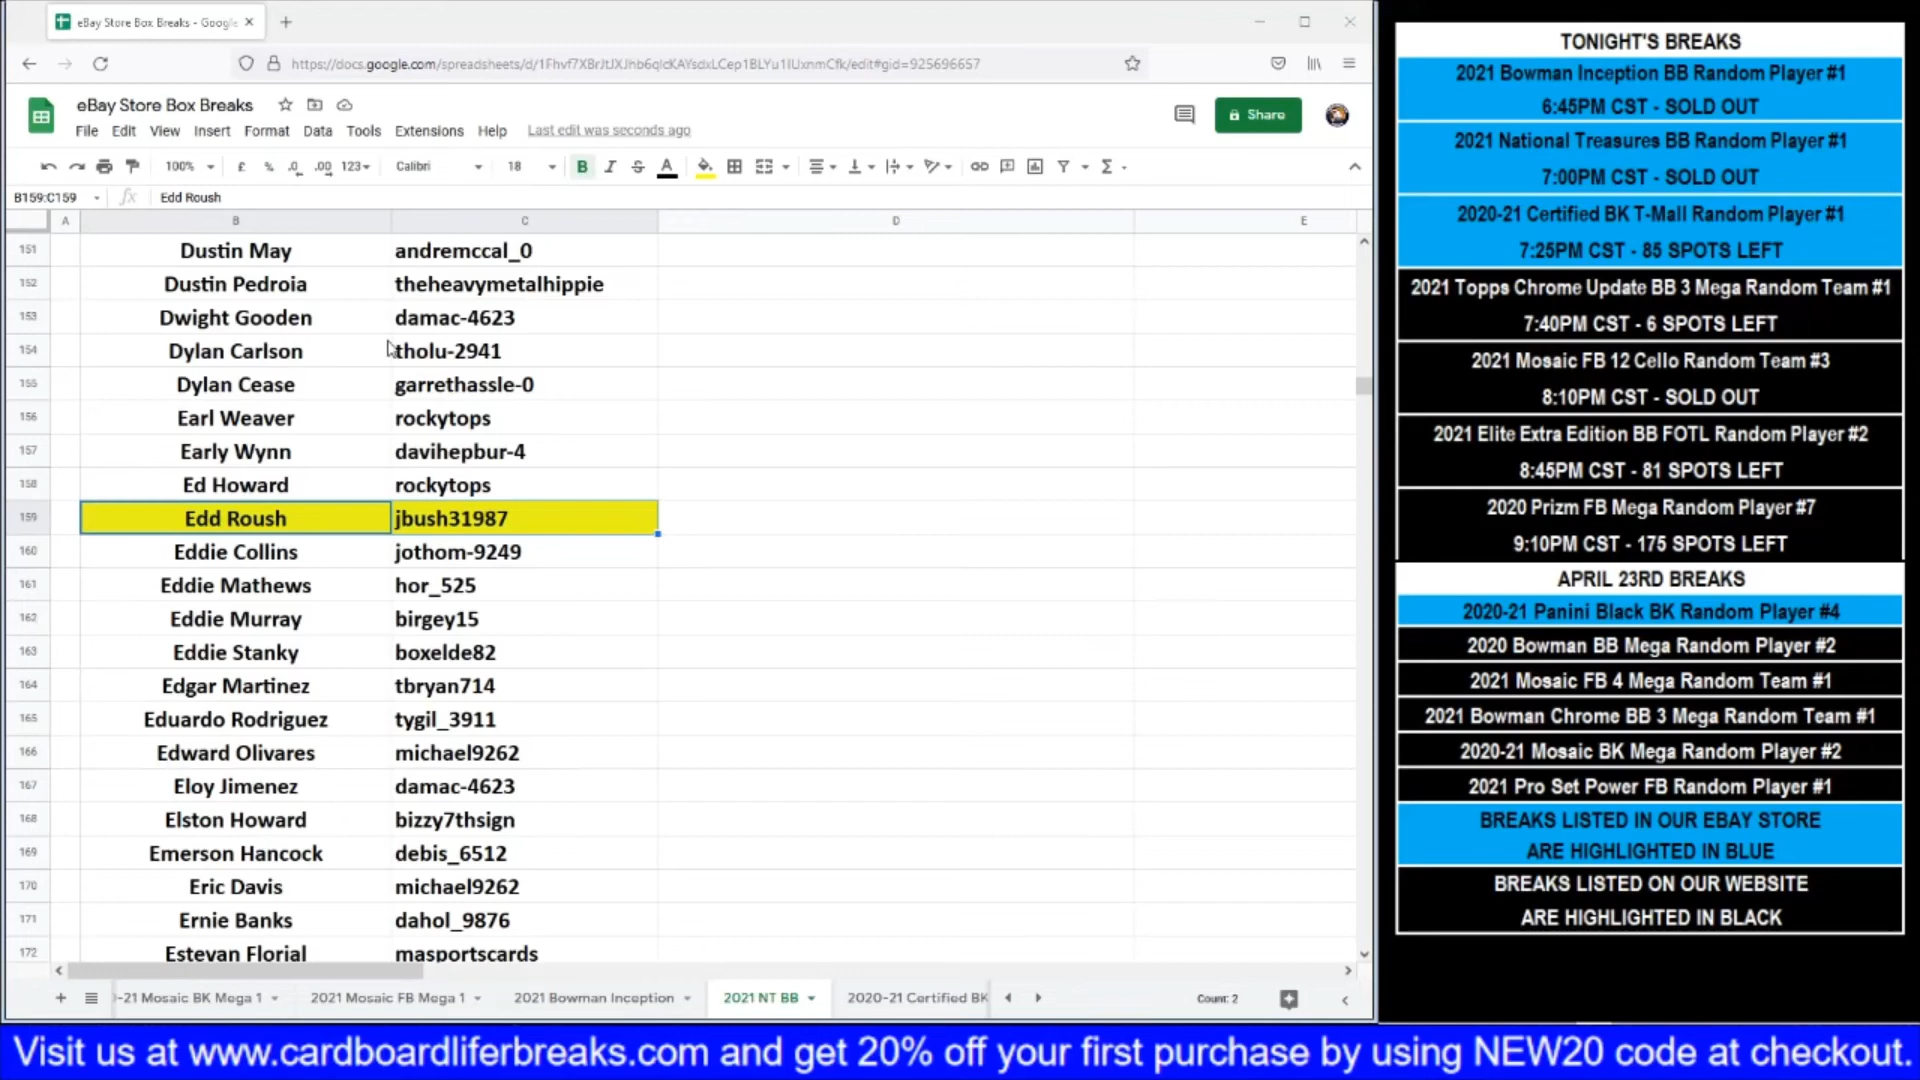 eBay Store Box Breaks - Google
https://docs.google.com/spreadsheets/d/1Fhvf7XBrJtJXJhb6qIcKAYsdxLCep1BLYu1IUxnmCfk/edit#gid=925696657
eBay Store Box Breaks
File Edit View Insert Format Data Tools Extensions Help Last edit was seconds ago
Share
100% £ % .0 .00 123 Calibri 18 B I S A
B159:C159 fx Edd Roush
A B C D E
151 Dustin May andremccal_0
152 Dustin Pedroia theheavymetalhippie
153 Dwight Gooden damac-4623
154 Dylan Carlson tholu-2941
155 Dylan Cease garrethassle-0
156 Earl Weaver rockytops
157 Early Wynn davihepbur-4
158 Ed Howard rockytops
159 Edd Roush jbush31987
160 Eddie Collins jothom-9249
161 Eddie Mathews hor_525
162 Eddie Murray birgey15
163 Eddie Stanky boxelde82
164 Edgar Martinez tbryan714
165 Eduardo Rodriguez tygil_3911
166 Edward Olivares michael9262
167 Eloy Jimenez damac-4623
168 Elston Howard bizzy7thsign
169 Emerson Hancock debis_6512
170 Eric Davis michael9262
171 Ernie Banks dahol_9876
172 Estevan Florial masportscards
-21 Mosaic BK Mega 1 2021 Mosaic FB Mega 1 2021 Bowman Inception 2021 NT BB 2020-21 Certified BK Count: 2
TONIGHT'S BREAKS
2021 Bowman Inception BB Random Player #1
6:45PM CST - SOLD OUT
2021 National Treasures BB Random Player #1
7:00PM CST - SOLD OUT
2020-21 Certified BK T-Mall Random Player #1
7:25PM CST - 85 SPOTS LEFT
2021 Topps Chrome Update BB 3 Mega Random Team #1
7:40PM CST - 6 SPOTS LEFT
2021 Mosaic FB 12 Cello Random Team #3
8:10PM CST - SOLD OUT
2021 Elite Extra Edition BB FOTL Random Player #2
8:45PM CST - 81 SPOTS LEFT
2020 Prizm FB Mega Random Player #7
9:10PM CST - 175 SPOTS LEFT
APRIL 23RD BREAKS
2020-21 Panini Black BK Random Player #4
2020 Bowman BB Mega Random Player #2
2021 Mosaic FB 4 Mega Random Team #1
2021 Bowman Chrome BB 3 Mega Random Team #1
2020-21 Mosaic BK Mega Random Player #2
2021 Pro Set Power FB Random Player #1
BREAKS LISTED IN OUR EBAY STORE
ARE HIGHLIGHTED IN BLUE
BREAKS LISTED ON OUR WEBSITE
ARE HIGHLIGHTED IN BLACK
Visit us at www.cardboardliferbreaks.com and get 20% off your first purchase by using NEW20 code at checkout.